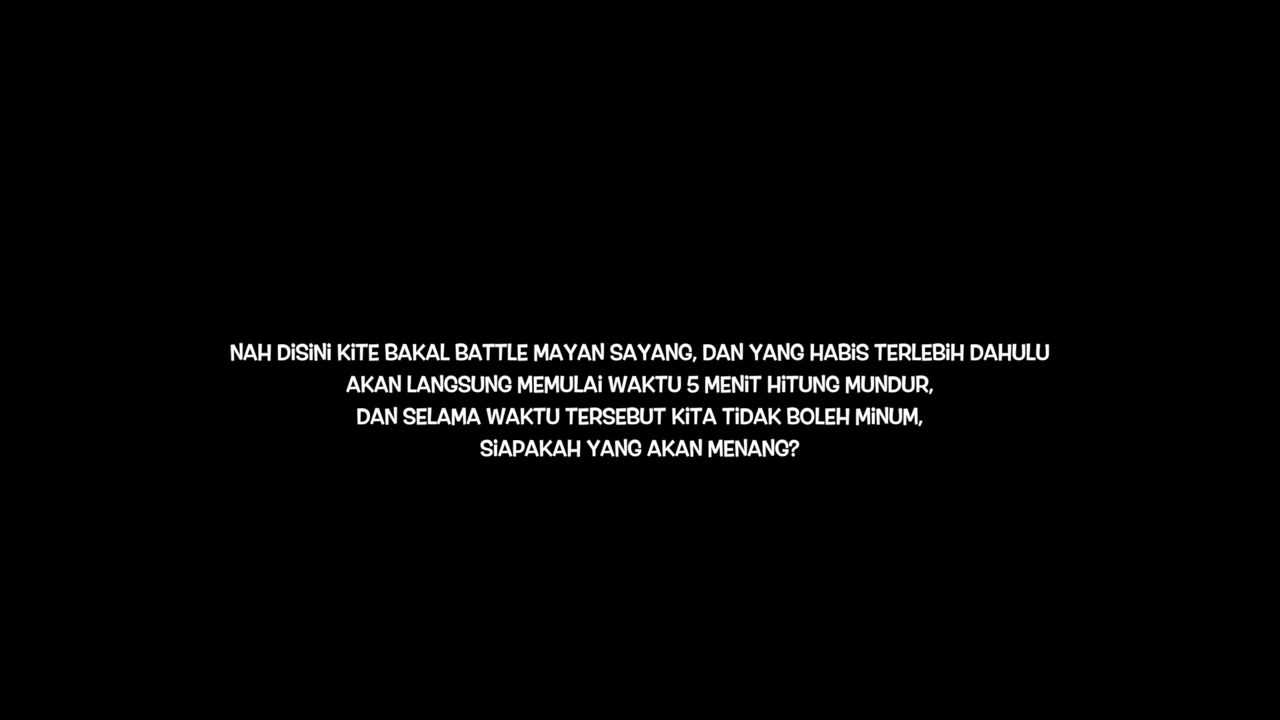 NAH DiSiNi KiTE BAKAL BATTLE MAYAN SAYANG, DAN YANG HABiS TERLEBiH DAHULU
AKAN LANGSUNG MEMULAi WAKTU 5 MENiT HiTUNG MUNDUR,
DAN SELAMA WAKTU TERSEBUT KiTA TiDAK BOLEH MiNUM,
SiAPAKAH YANG AKAN MENANG?